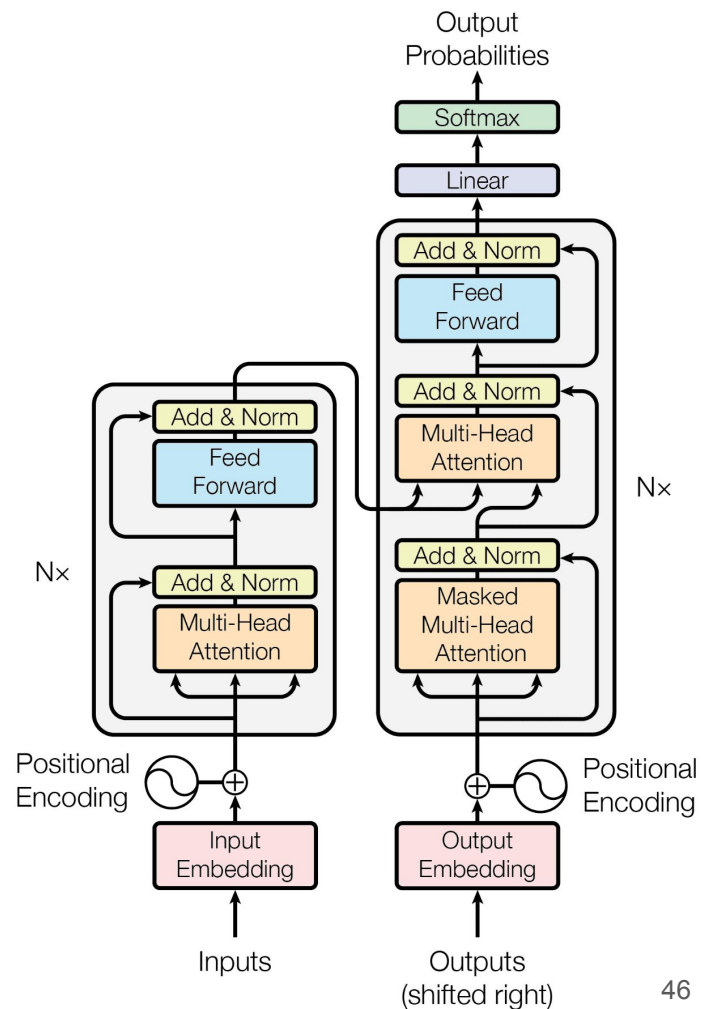 Output
Probabilities
Softmax
Linear
Add & Norm
Feed
Forward
Add & Norm
Multi-Head
Attention
Add & Norm
Masked
Multi-Head
Attention
N×
Add & Norm
Feed
Forward
Add & Norm
Multi-Head
Attention
N×
Positional
Encoding
Positional
Encoding
Input
Embedding
Output
Embedding
Inputs
Outputs
(shifted right)
46